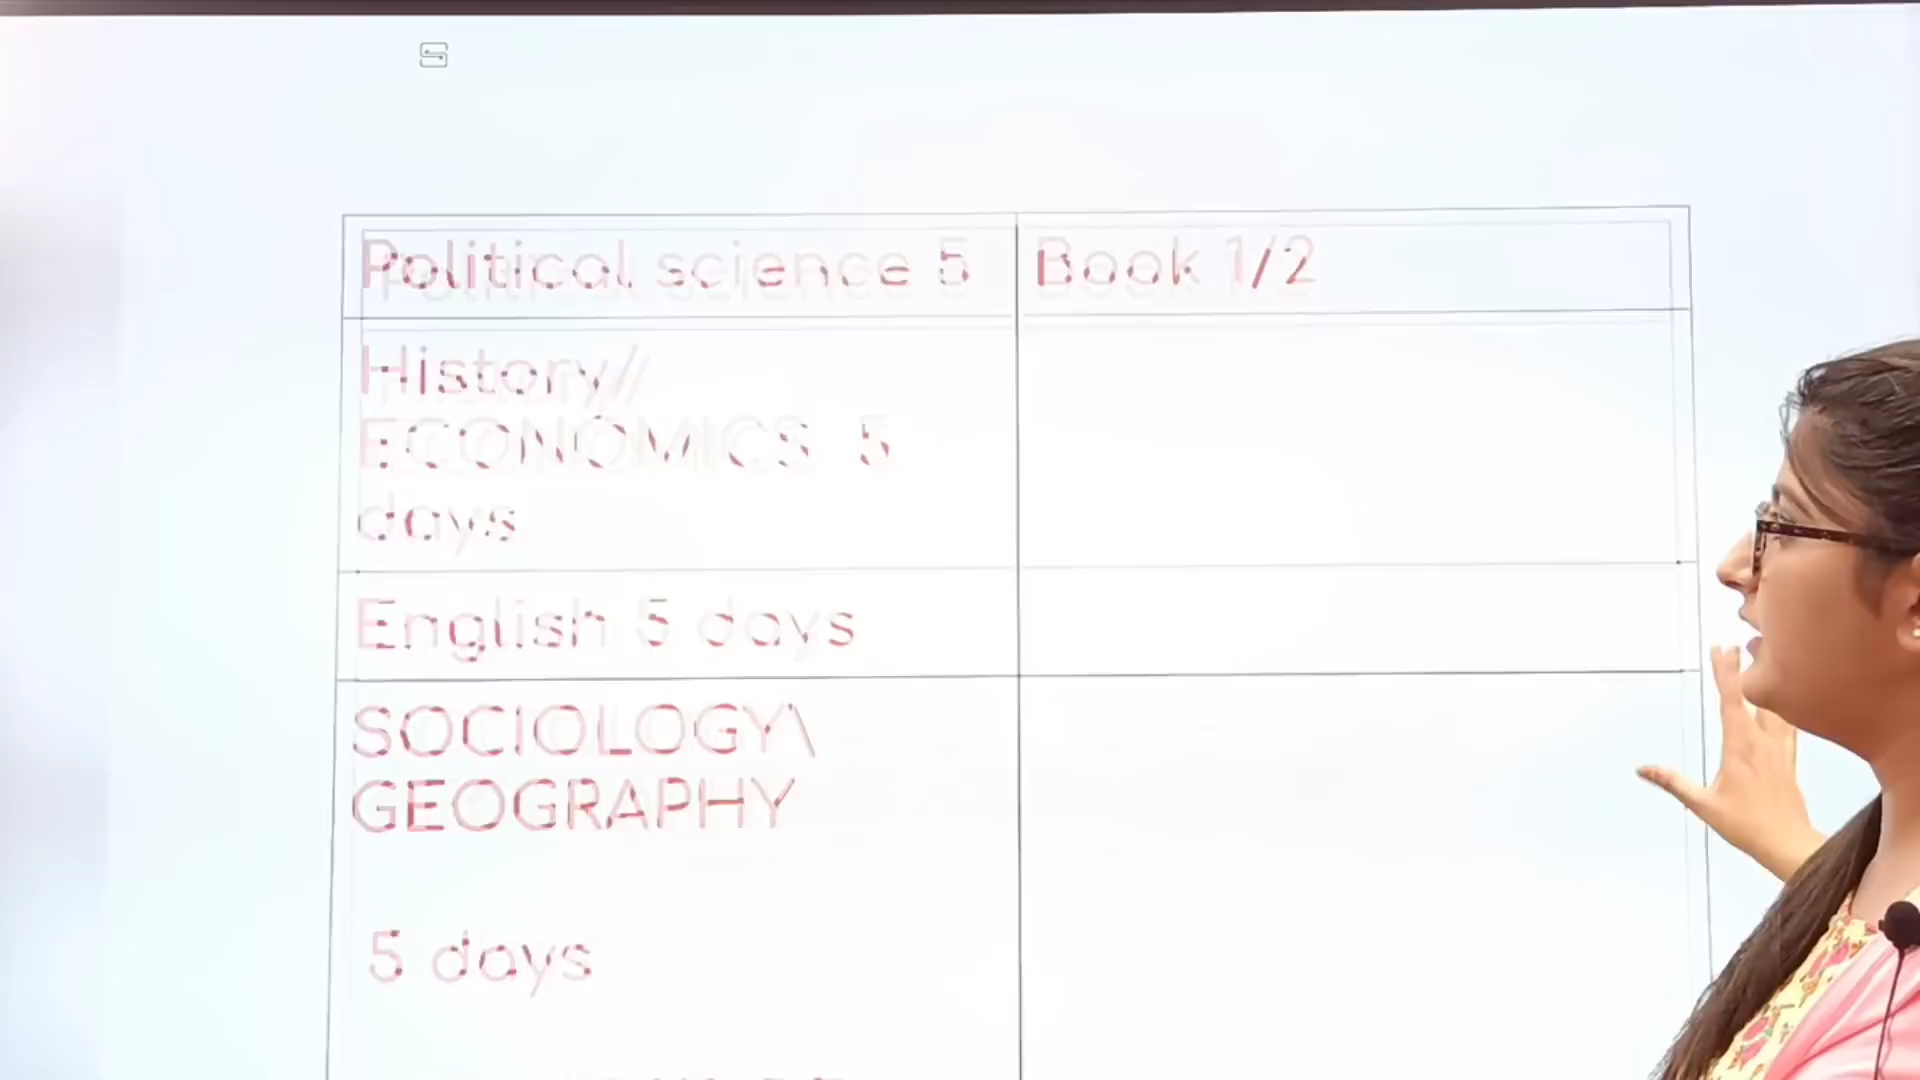 Political science 5
Book 1/2
History//
ECONOMICS 5
days
English 5 days
SOCIOLOGY\
GEOGRAPHY
5 days